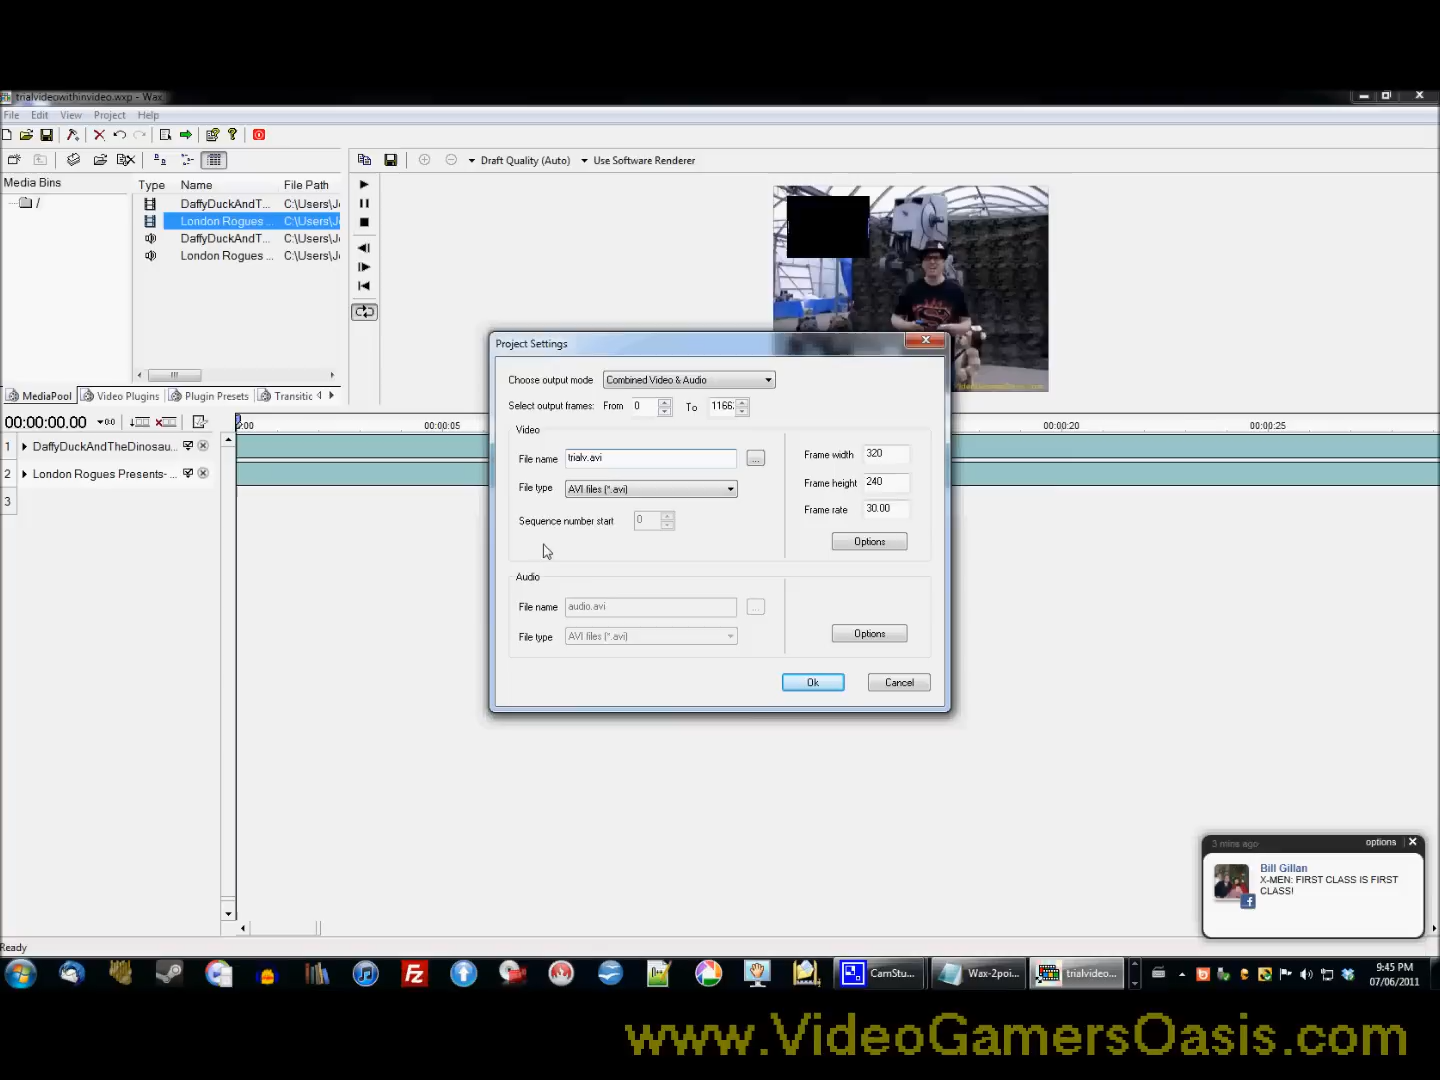 trialvideowithinvideo.wxp - Wax
File Edit View Project Help
Draft Quality (Auto) Use Software Renderer
Media Bins
/
Type Name File Path
DaffyDuckAndT... C:\Users\J
London Rogues ... C:\Users\J
DaffyDuckAndT... C:\Users\J
London Rogues ... C:\Users\J
MediaPool Video Plugins Plugin Presets Transitic
00:00:00.00
:00 00:00:05 00:00:20 00:00:25
1 DaffyDuckAndTheDinosau...
2 London Rogues Presents-...
3
Project Settings
Choose output mode Combined Video & Audio
Select output frames: From 0 To 1166
Video
File name trialv.avi ...
File type AVI files (*.avi)
Sequence number start 0
Frame width 320
Frame height 240
Frame rate 30.00
Options
Audio
File name audio.avi ...
File type AVI files (*.avi)
Options
Ok Cancel
3 mins ago options
Bill Gillan
X-MEN: FIRST CLASS IS FIRST
CLASS!
Ready
CamStu... Wax-2poi... trialvideo...
9:45 PM
07/06/2011
www.VideoGamersOasis.com